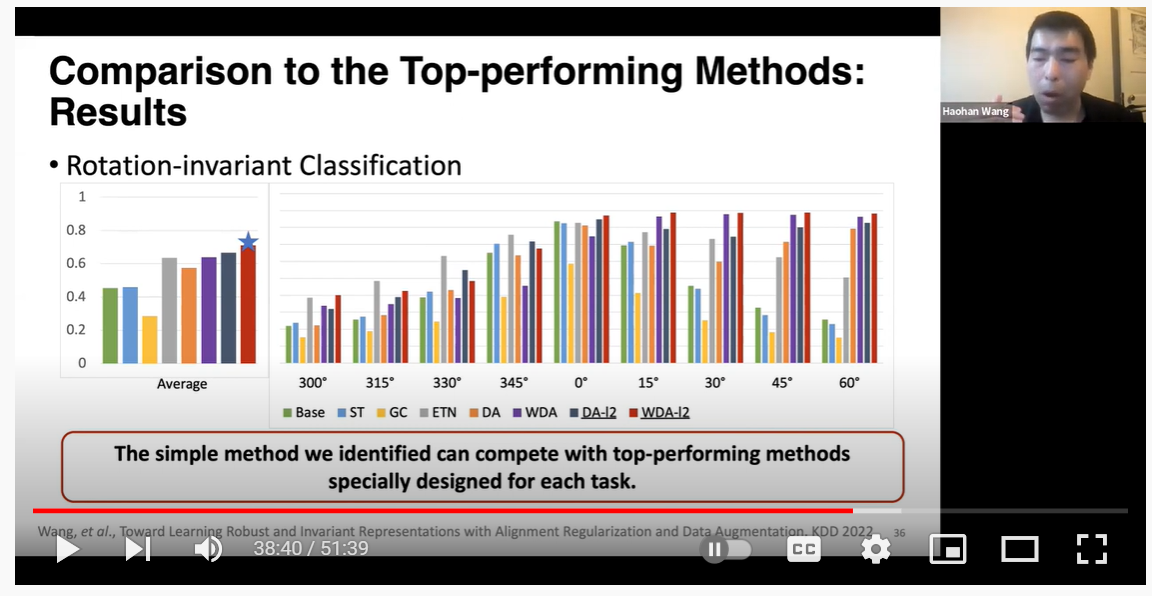 Comparison to the Top-performing Methods:
Results
Haohan Wang
• Rotation-invariant Classification
1
0.8
0.6
0.4
0.2
0
Average
300° 315° 330° 345° 0° 15° 30° 45° 60°
Base ST GC ETN DA WDA DA-l2 WDA-l2
The simple method we identified can compete with top-performing methods
specially designed for each task.
Wang, et al., Toward Learning Robust and Invariant Representations with Alignment Regularization and Data Augmentation, KDD 2022 36
38:40 / 51:39
CC